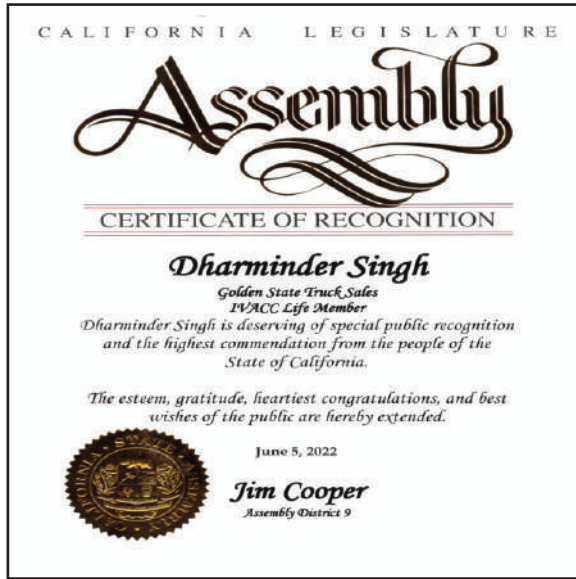 CALIFORNIA LEGISLATURE
Assembly
CERTIFICATE OF RECOGNITION
Dharminder Singh
Golden State Truck Sales
IVACC Life Member
Dharminder Singh is deserving of special public recognition
and the highest commendation from the people of the
State of California.
The esteem, gratitude, heartiest congratulations, and best
wishes of the public are hereby extended.
June 5, 2022
Jim Cooper
Assembly District 9
CALIFORNIA STATE ASSEMBLY